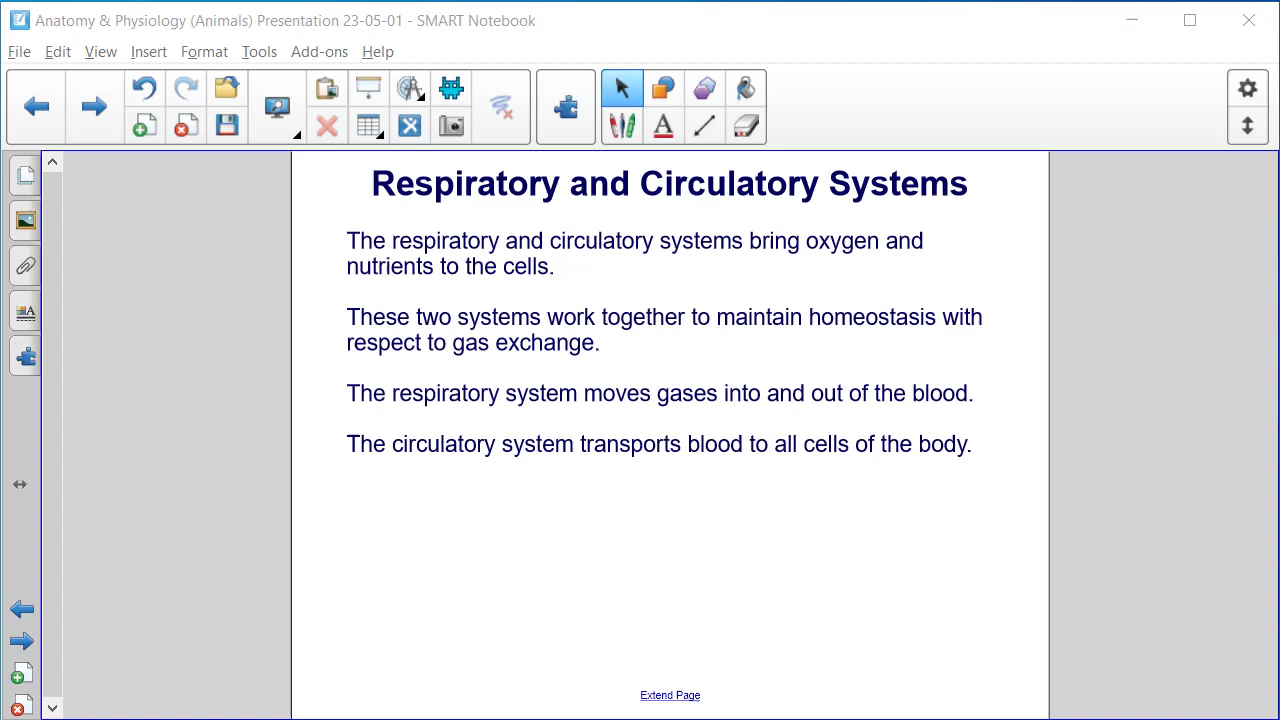 Anatomy & Physiology (Animals) Presentation 23-05-01 - SMART Notebook
File Edit View Insert Format Tools Add-ons Help
Respiratory and Circulatory Systems
The respiratory and circulatory systems bring oxygen and
nutrients to the cells.
These two systems work together to maintain homeostasis with
respect to gas exchange.
The respiratory system moves gases into and out of the blood.
The circulatory system transports blood to all cells of the body.
Extend Page